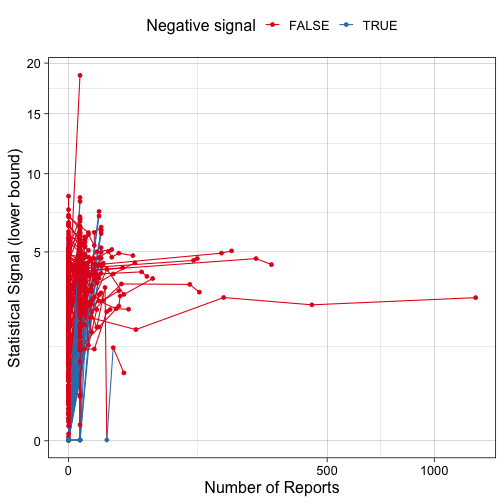 Negative signal FALSE TRUE
20
15
10
5
0
Statistical Signal (lower bound)
0 500 1000
Number of Reports